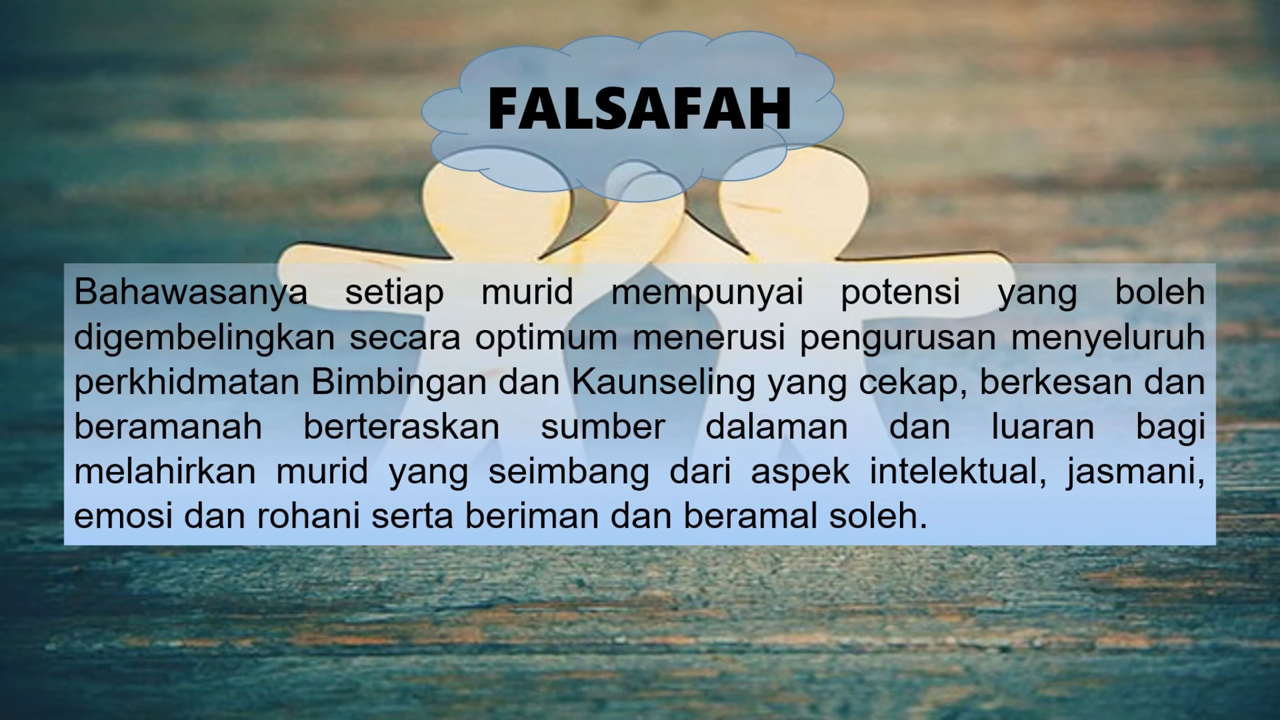 FALSAFAH
Bahawasanya setiap murid mempunyai potensi yang boleh
digembelingkan secara optimum menerusi pengurusan menyeluruh
perkhidmatan Bimbingan dan Kaunseling yang cekap, berkesan dan
beramanah berteraskan sumber dalaman dan luaran bagi
melahirkan murid yang seimbang dari aspek intelektual, jasmani,
emosi dan rohani serta beriman dan beramal soleh.